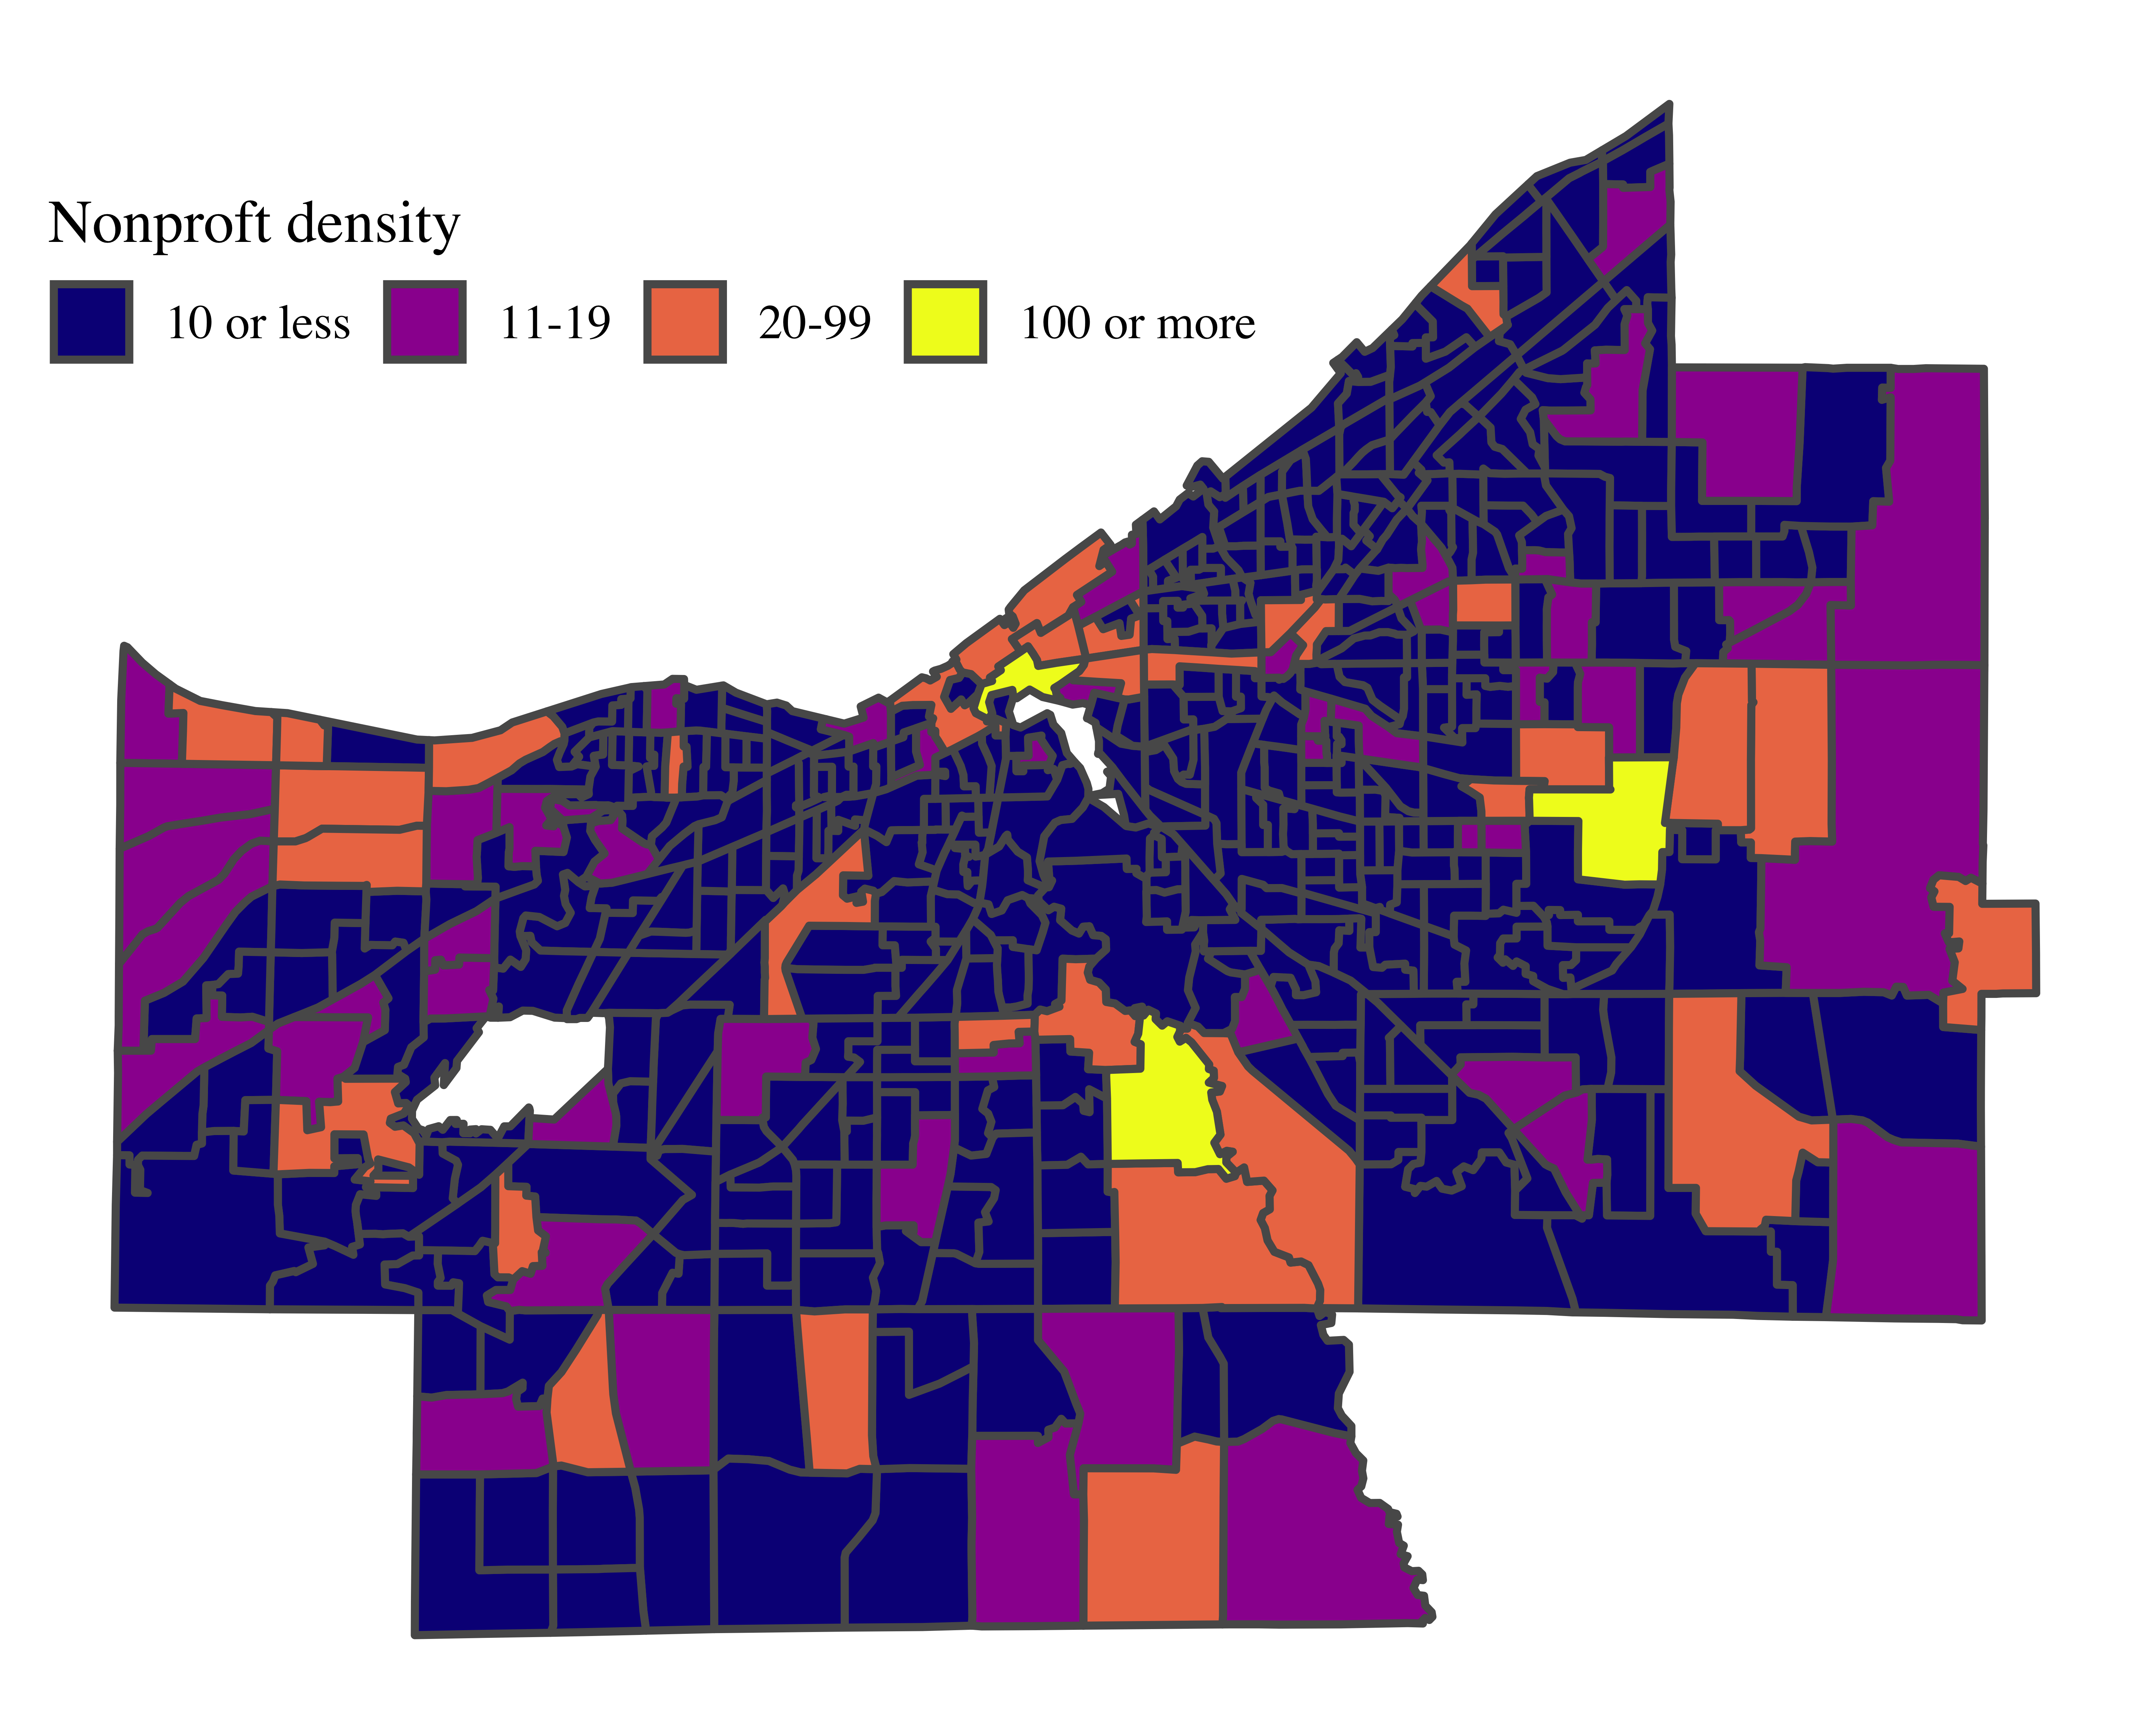 Nonproft density
10 or less 11-19 20-99 100 or more